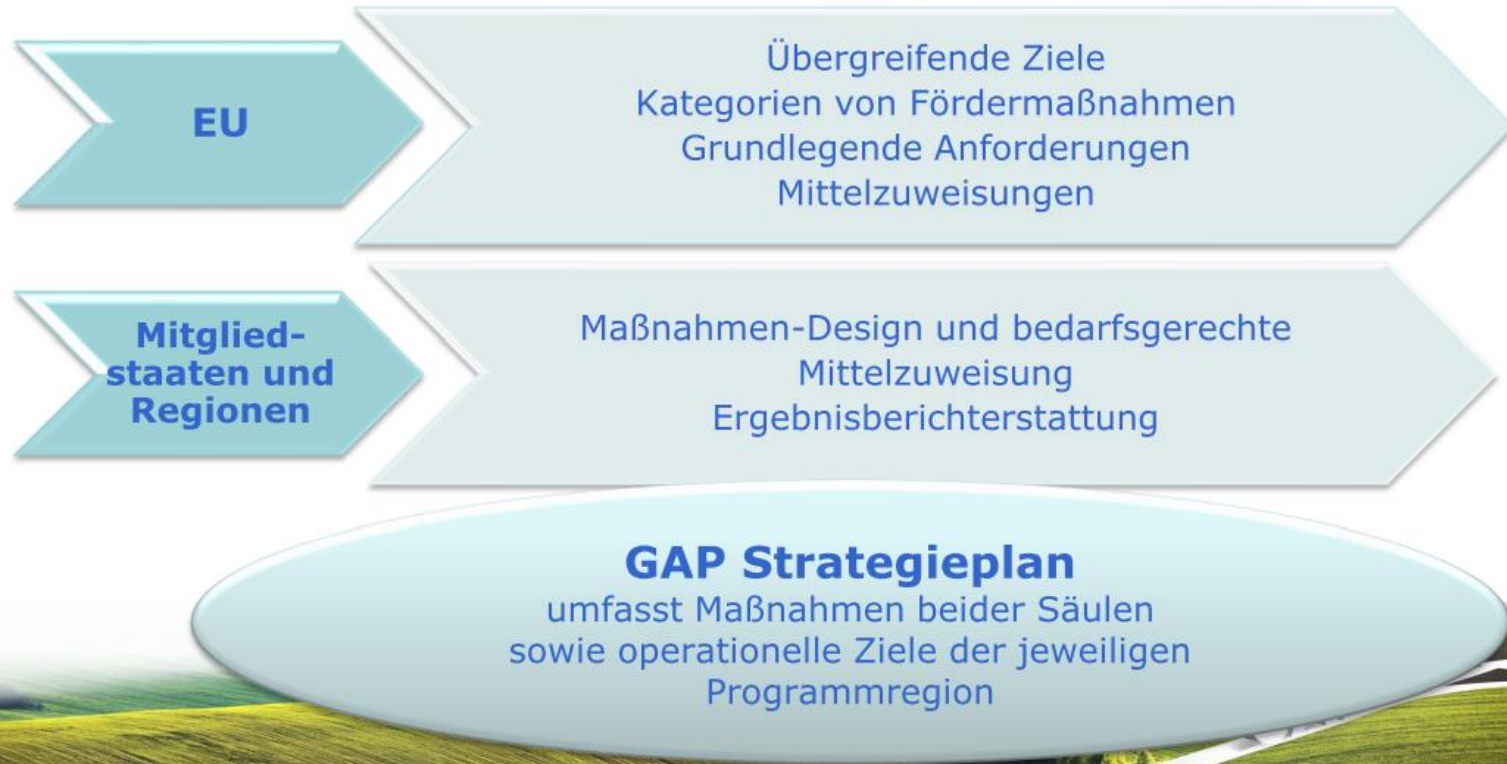 EU
Übergreifende Ziele
Kategorien von Fördermaßnahmen
Grundlegende Anforderungen
Mittelzuweisungen
Mitglied-
staaten und
Regionen
Maßnahmen-Design und bedarfsgerechte
Mittelzuweisung
Ergebnisberichterstattung
GAP Strategieplan
umfasst Maßnahmen beider Säulen
sowie operationelle Ziele der jeweiligen
Programmregion